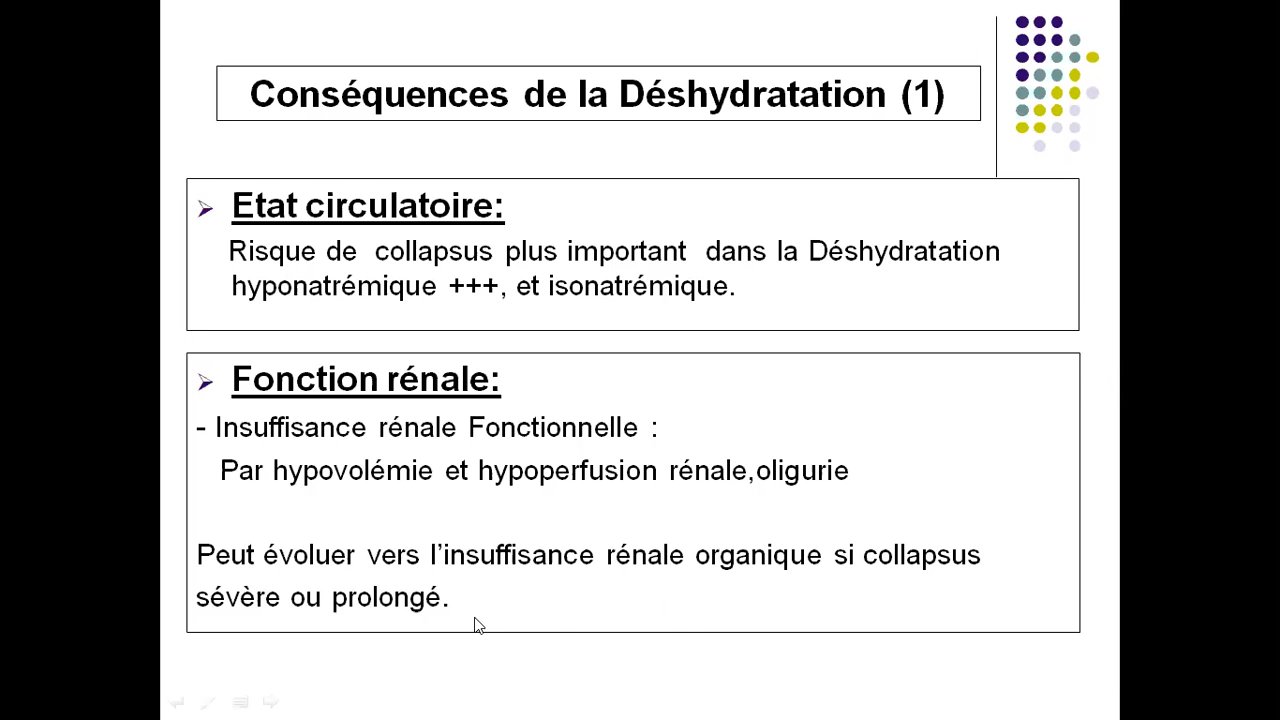 Conséquences de la Déshydratation (1)
Etat circulatoire:
Risque de collapsus plus important dans la Déshydratation
hyponatrémique +++, et isonatrémique.
Fonction rénale:
- Insuffisance rénale Fonctionnelle :
Par hypovolémie et hypoperfusion rénale,oligurie
Peut évoluer vers l’insuffisance rénale organique si collapsus
sévère ou prolongé.